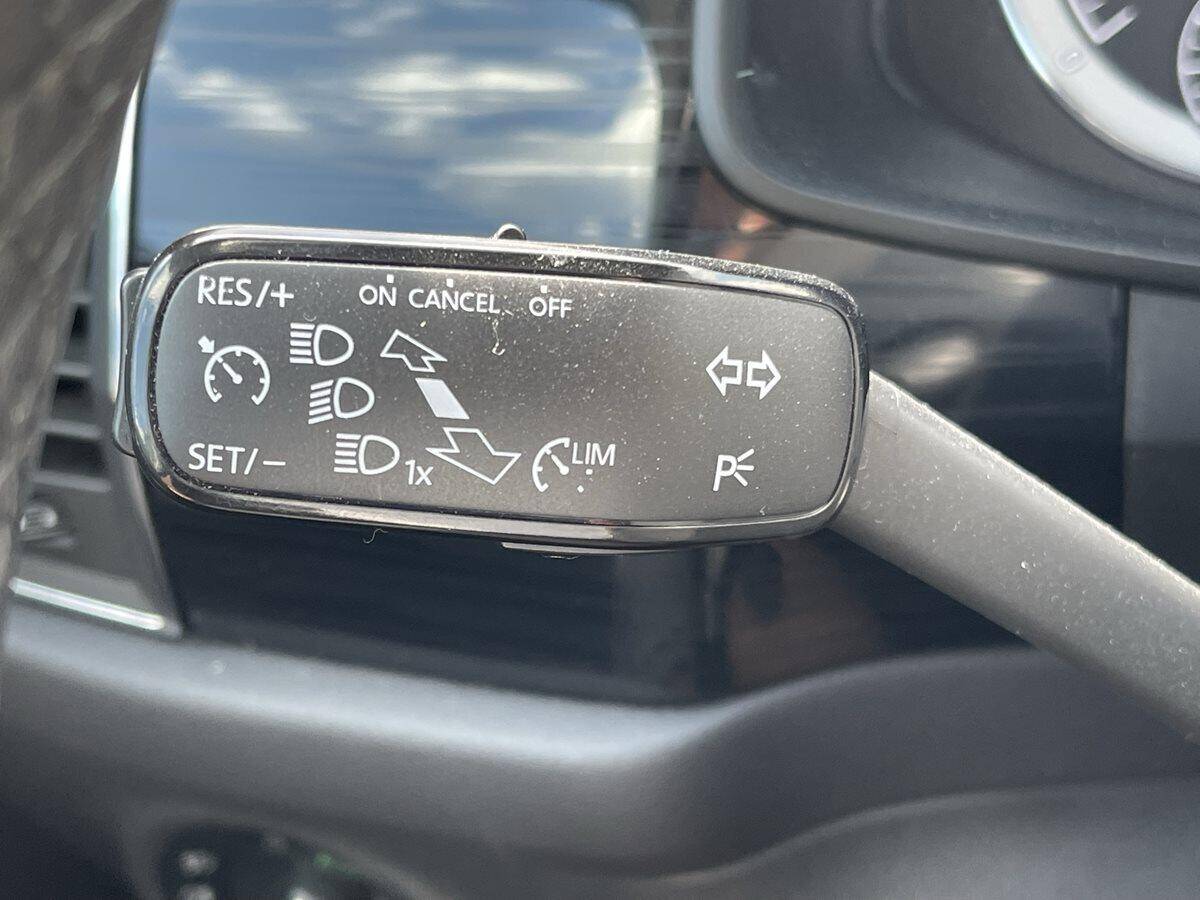 RES/+
ON CANCEL OFF
SET/−
1x
LIM
P